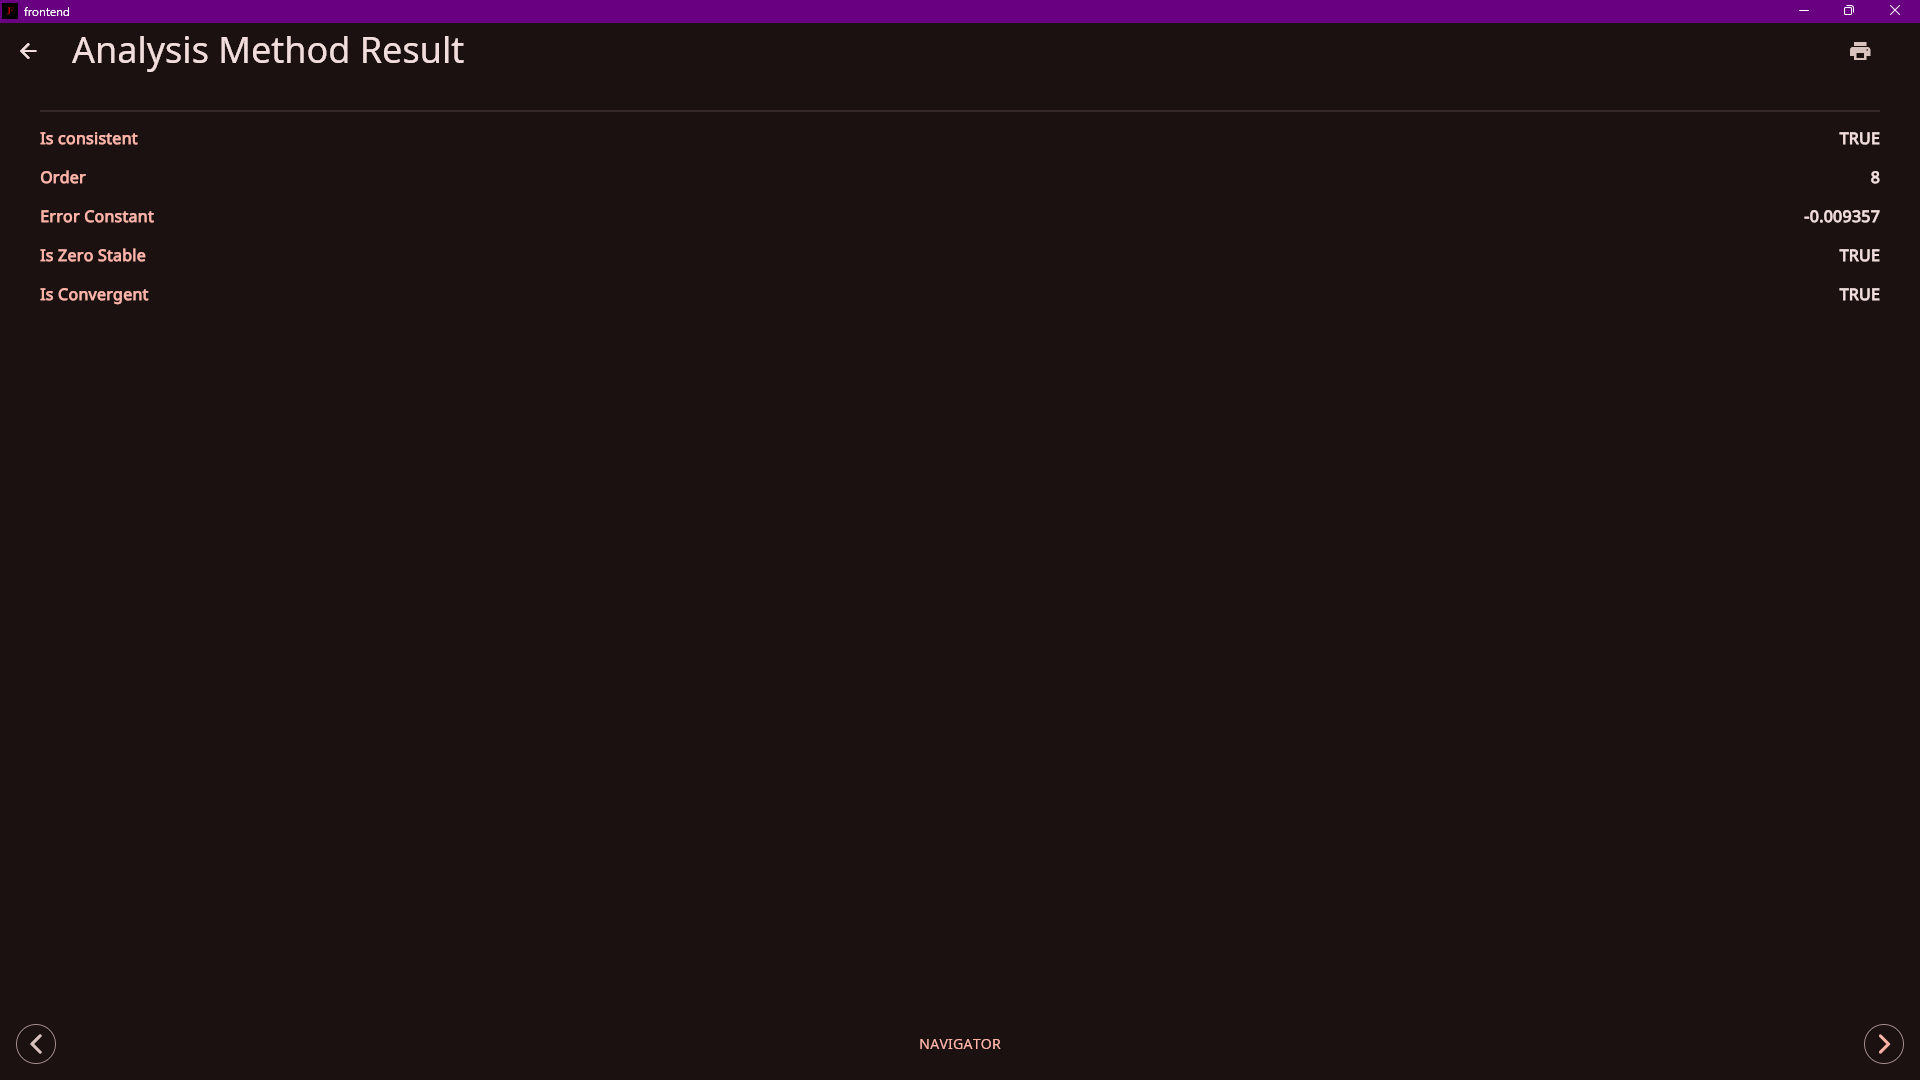 frontend
Analysis Method Result
Is consistent TRUE
Order 8
Error Constant -0.009357
Is Zero Stable TRUE
Is Convergent TRUE
NAVIGATOR